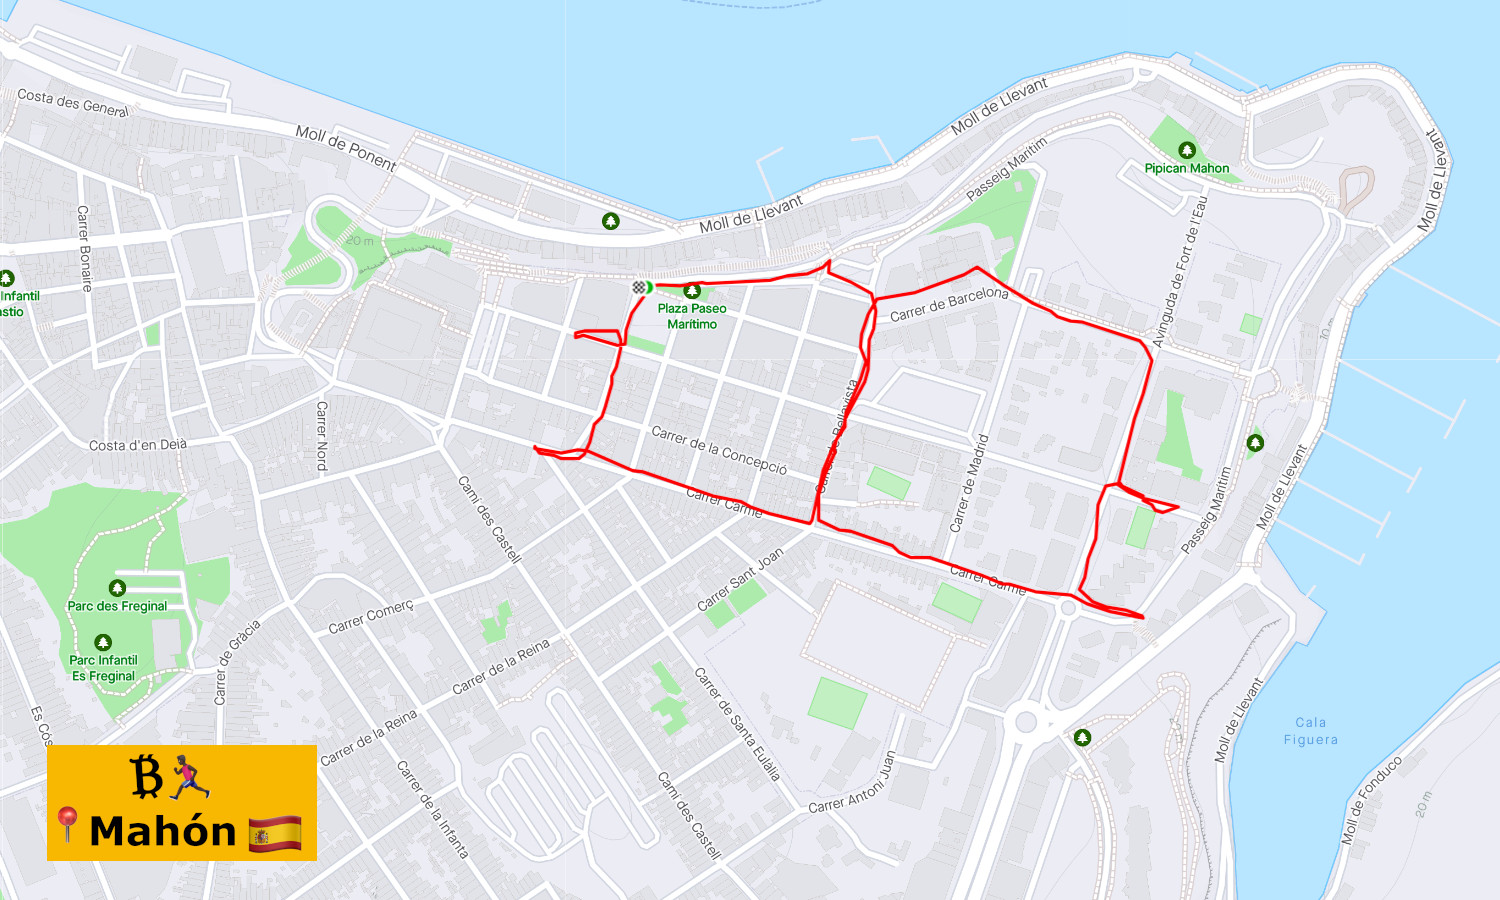 Costa des General
Moll de Ponent
Moll de Llevant
Moll de Llevant
Passeig Marítim
Pipican Mahon
Moll de Llevant
Avinguda de Fort de l'Eau
Carrer Bonaire
20 m
Infantil
Plaza Paseo
Marítimo
Carrer de Barcelona
10 m
Carrer Nord
Costa d'en Deià
Carrer de la Concepció
Carrer de Bellavista
Carrer de Madrid
Camí des Castell
Carrer Carme
Passeig Marítim
Moll de Llevant
Carrer Sant Joan
Carrer Carme
Parc des Freginal
Carrer Comerç
Parc Infantil
Es Freginal
Carrer de Gràcia
Carrer de la Reina
Carrer de Santa Eulàlia
Es Cós
Carrer de la Reina
Moll de Llevant
Cala
Figuera
Carrer de la Infanta
Camí des Castell
Carrer Antoni Juan
Moll de Fonduco
20 m
₿
Mahón